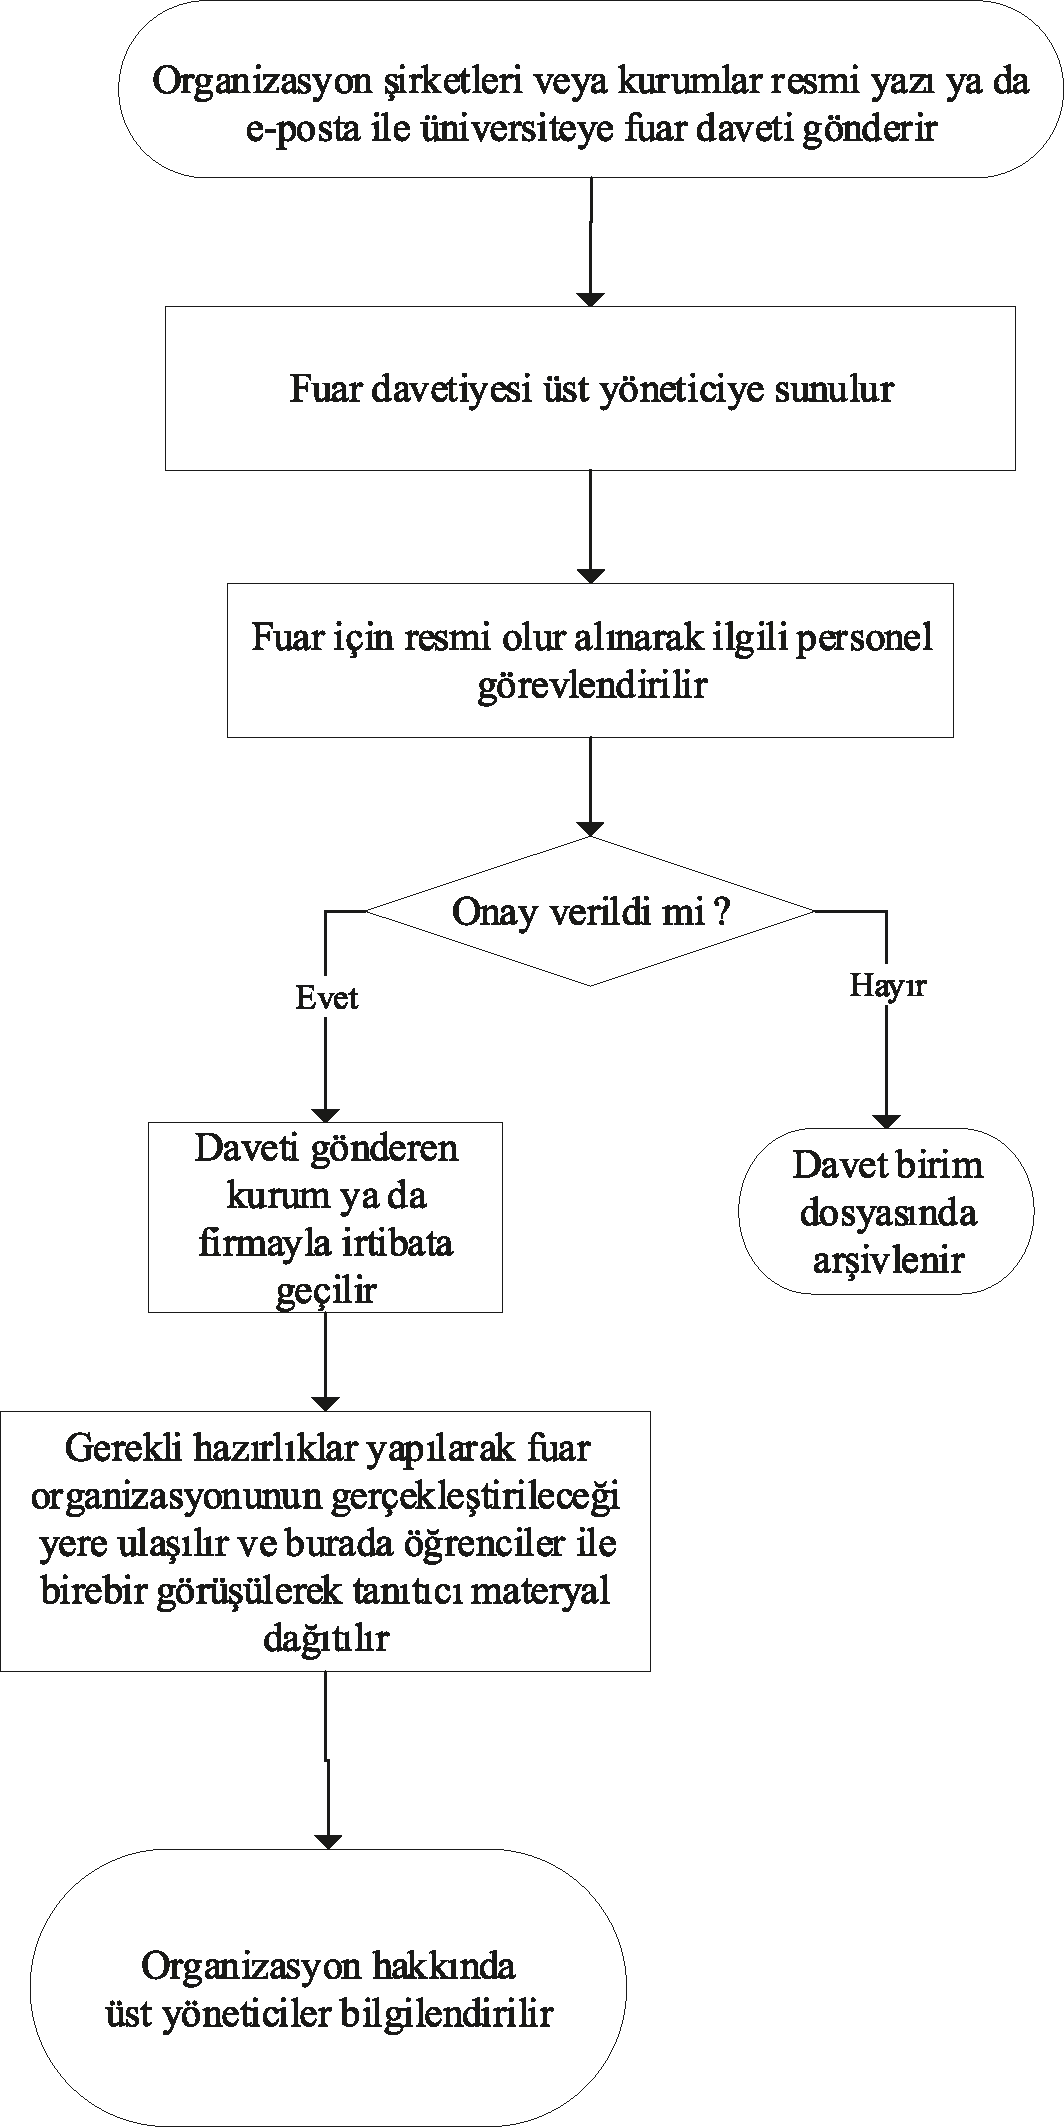 Organizasyon şirketleri veya kurumlar resmi yazı ya da
e-posta ile üniversiteye fuar daveti gönderir
Fuar davetiyesi üst yöneticiye sunulur
Fuar için resmi olur alınarak ilgili personel
görevlendirilir
Onay verildi mi ?
Evet
Hayır
Daveti gönderen
kurum ya da
firmayla irtibata
geçilir
Davet birim
dosyasında
arşivlenir
Gerekli hazırlıklar yapılarak fuar
organizasyonunun gerçekleştirileceği
yere ulaşılır ve burada öğrenciler ile
birebir görüşülerek tanıtıcı materyal
dağıtılır
Organizasyon hakkında
üst yöneticiler bilgilendirilir